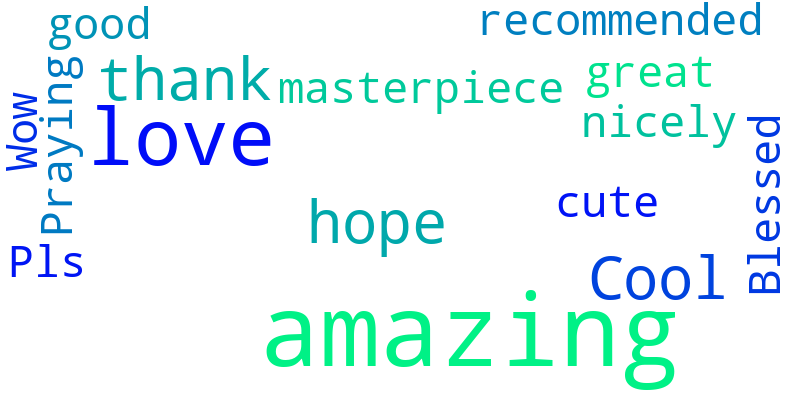 good
recommended
thank
masterpiece
great
Wow
Praying
love
nicely
Blessed
hope
cute
Pls
Cool
amazing